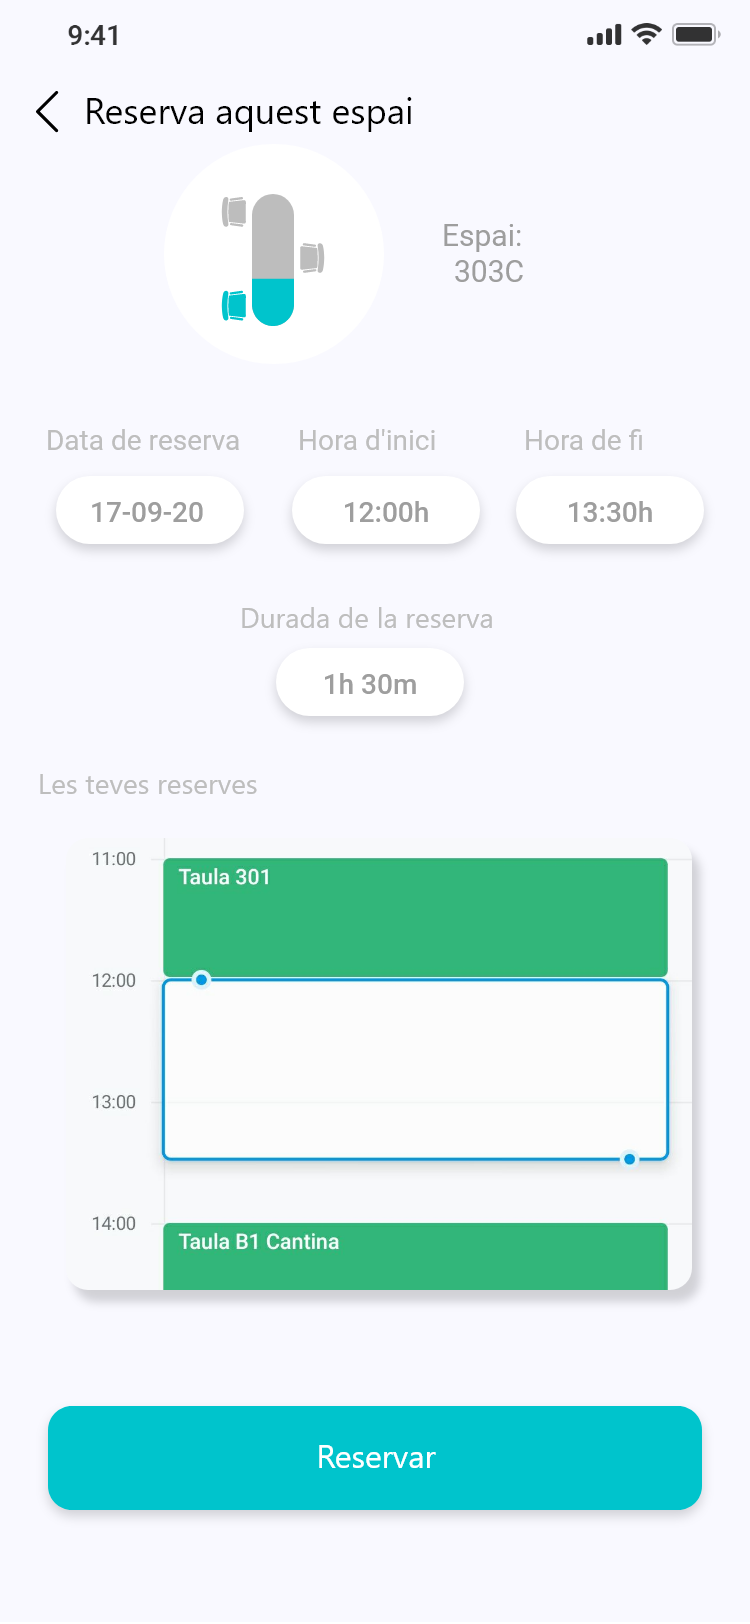 9:41
Reserva aquest espai
Espai:
303C
Data de reserva
Hora d'inici
Hora de fi
17-09-20
12:00h
13:30h
Durada de la reserva
1h 30m
Les teves reserves
11:00
Taula 301
12:00
13:00
14:00
Taula B1 Cantina
Reservar